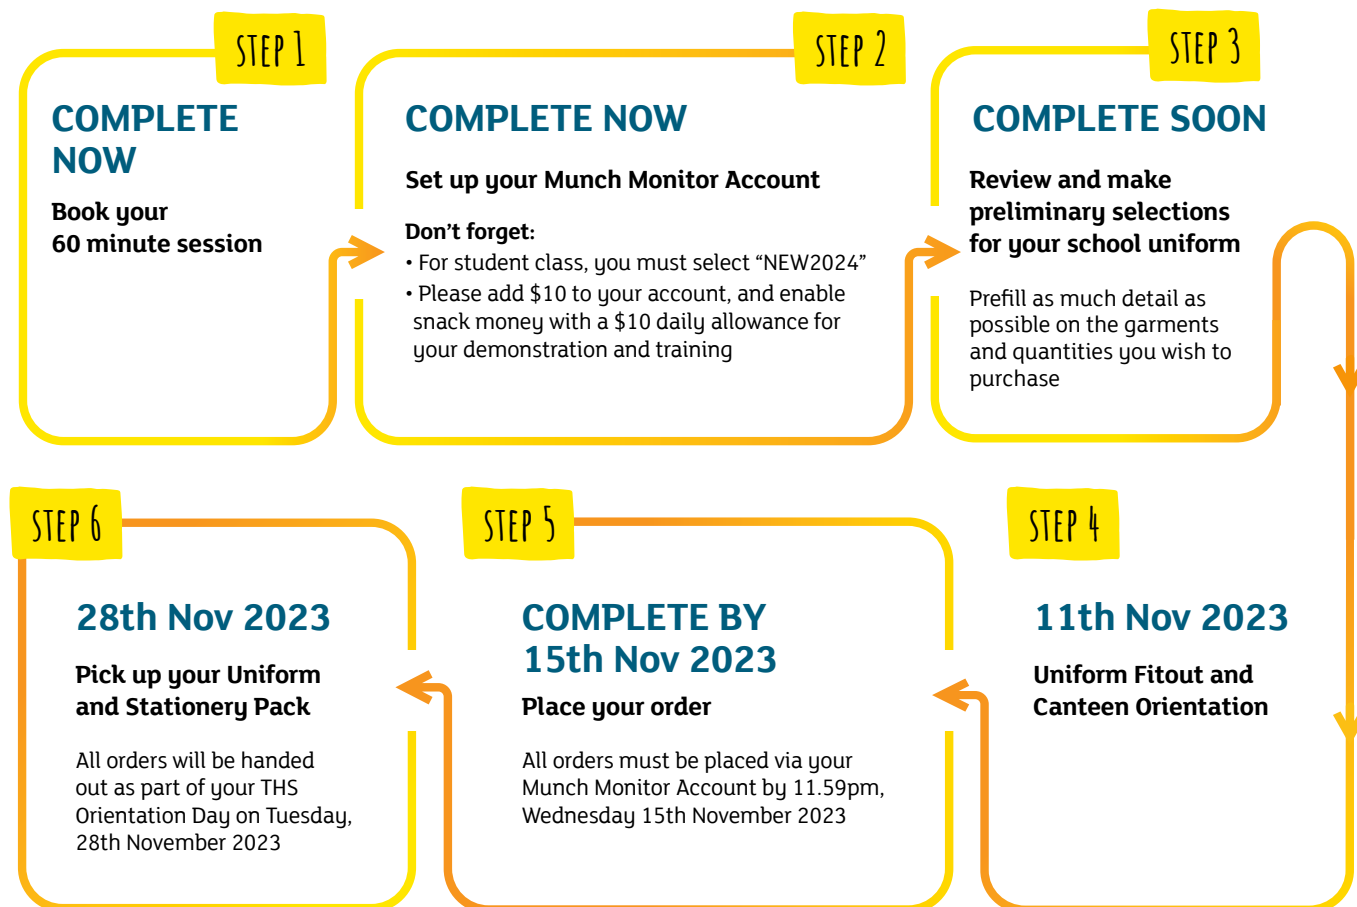 STEP 1
COMPLETE
NOW
Book your
60 minute session
STEP 2
COMPLETE NOW
Set up your Munch Monitor Account
Don't forget:
• For student class, you must select “NEW2024”
• Please add $10 to your account, and enable
snack money with a $10 daily allowance for
your demonstration and training
STEP 3
COMPLETE SOON
Review and make
preliminary selections
for your school uniform
Prefill as much detail as
possible on the garments
and quantities you wish to
purchase
STEP 4
11th Nov 2023
Uniform Fitout and
Canteen Orientation
STEP 5
COMPLETE BY
15th Nov 2023
Place your order
All orders must be placed via your
Munch Monitor Account by 11.59pm,
Wednesday 15th November 2023
STEP 6
28th Nov 2023
Pick up your Uniform
and Stationery Pack
All orders will be handed
out as part of your THS
Orientation Day on Tuesday,
28th November 2023